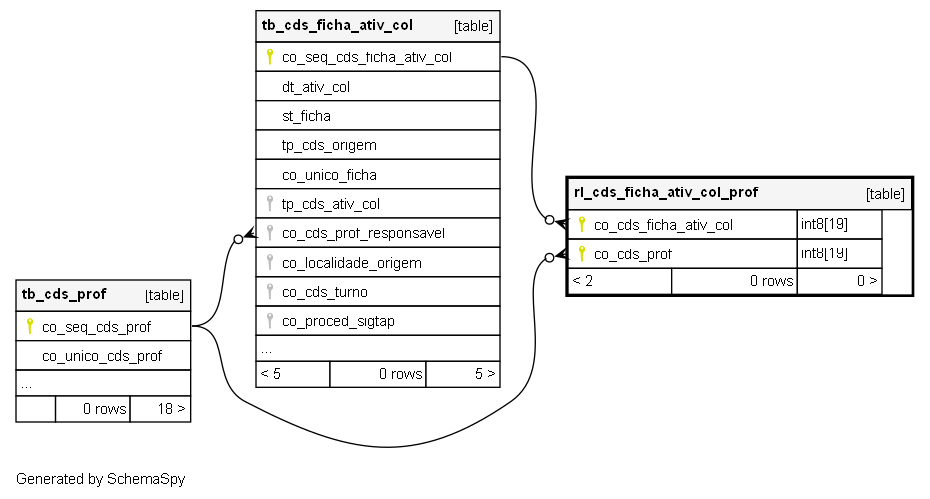 tb_cds_ficha_ativ_col [table]
co_seq_cds_ficha_ativ_col
dt_ativ_col
st_ficha
tp_cds_origem
co_unico_ficha
tp_cds_ativ_col
co_cds_prof_responsavel
co_localidade_origem
co_cds_turno
co_proced_sigtap
...
< 5 0 rows 5 >
rl_cds_ficha_ativ_col_prof [table]
co_cds_ficha_ativ_col int8[19]
co_cds_prof int8[19]
< 2 0 rows 0 >
tb_cds_prof [table]
co_seq_cds_prof
co_unico_cds_prof
...
0 rows 18 >
Generated by SchemaSpy